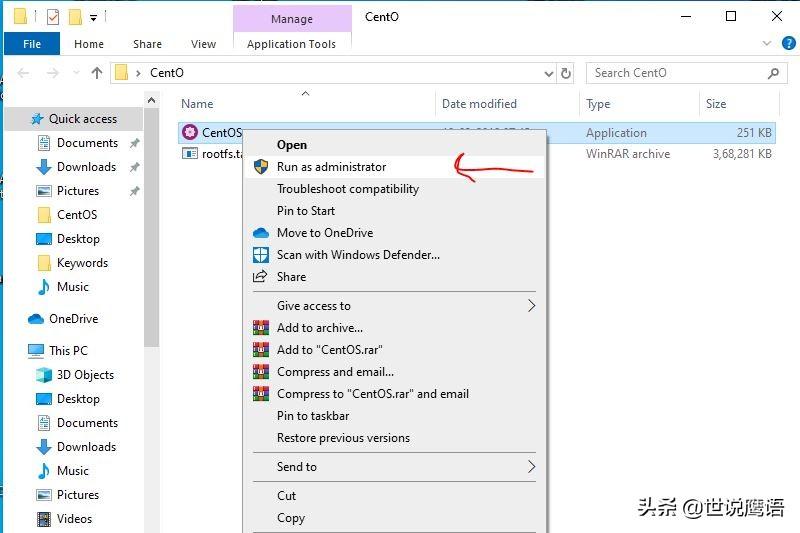 Manage
CentO
File
Home
Share
View
Application Tools
CentO
Search CentO
Name
Date modified
Type
Size
Quick access
Documents
Downloads
Pictures
CentOS
Desktop
Keywords
Music
OneDrive
This PC
3D Objects
Desktop
Documents
Downloads
Music
Pictures
Videos
CentOS
Application
251 KB
rootfs.ta
WinRAR archive
3,68,281 KB
Open
Run as administrator
Troubleshoot compatibility
Pin to Start
Move to OneDrive
Scan with Windows Defender...
Share
Give access to
Add to archive...
Add to "CentOS.rar"
Compress and email...
Compress to "CentOS.rar" and email
Pin to taskbar
Restore previous versions
Send to
Cut
Copy
头条 @世说鹰语